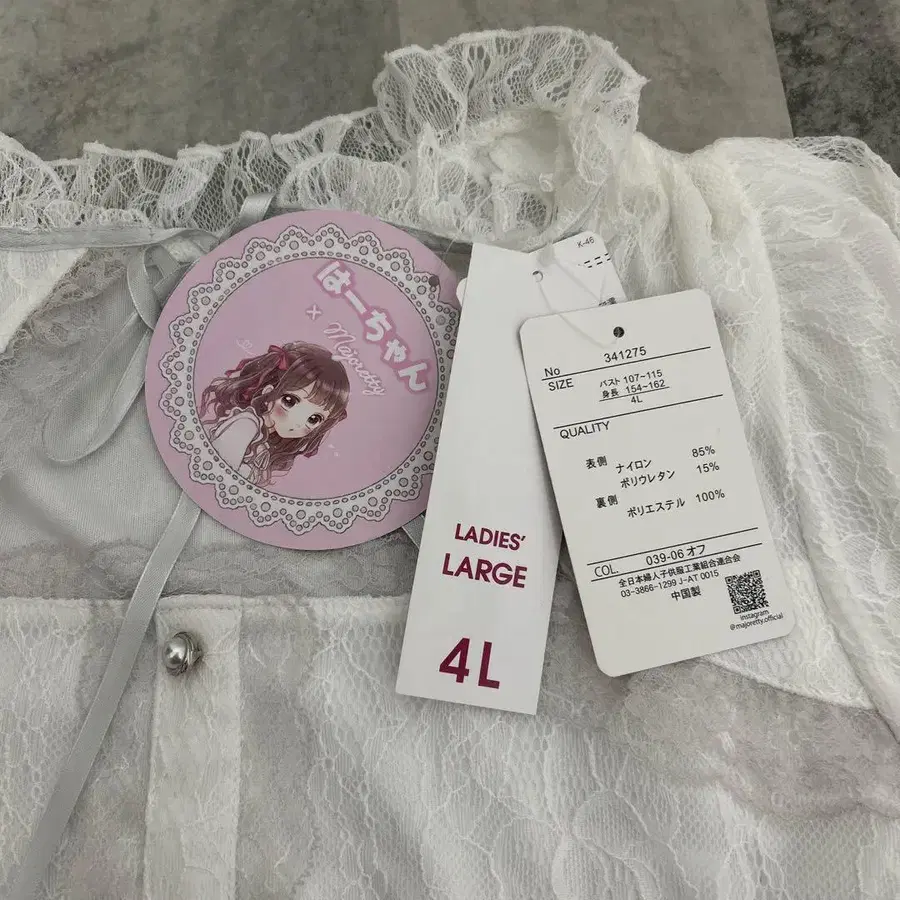 はーちゃん
×
Majoretty
LADIES'
LARGE
4L
K-46
No 341275
SIZE バスト 107~115
身長 154~162
4L
QUALITY
表側 ナイロン 85%
ポリウレタン 15%
裏側 ポリエステル 100%
COL. 039-06 オフ
全日本婦人子供服工業組合連合会
03-3866-1299 J-AT 0015
中国製
instagram
@majoretty.official